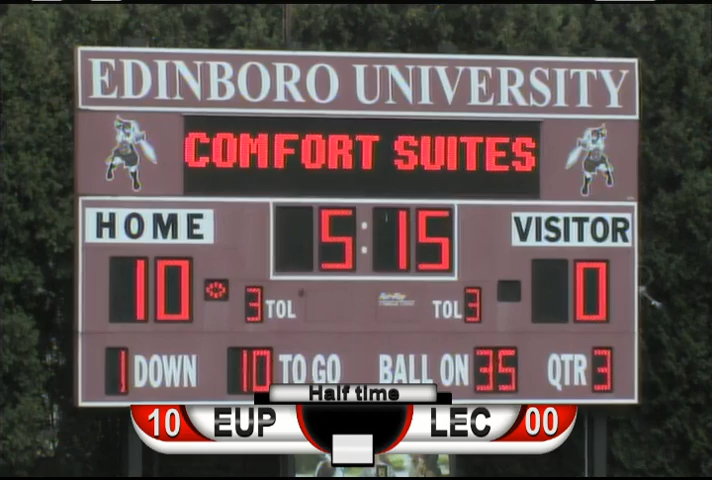 EDINBORO UNIVERSITY
COMFORT SUITES
HOME 5:15 VISITOR
10 3 TOL TOL 3 0
1 DOWN 10 TO GO BALL ON 35 QTR 3
Half time
10 EUP LEC 00